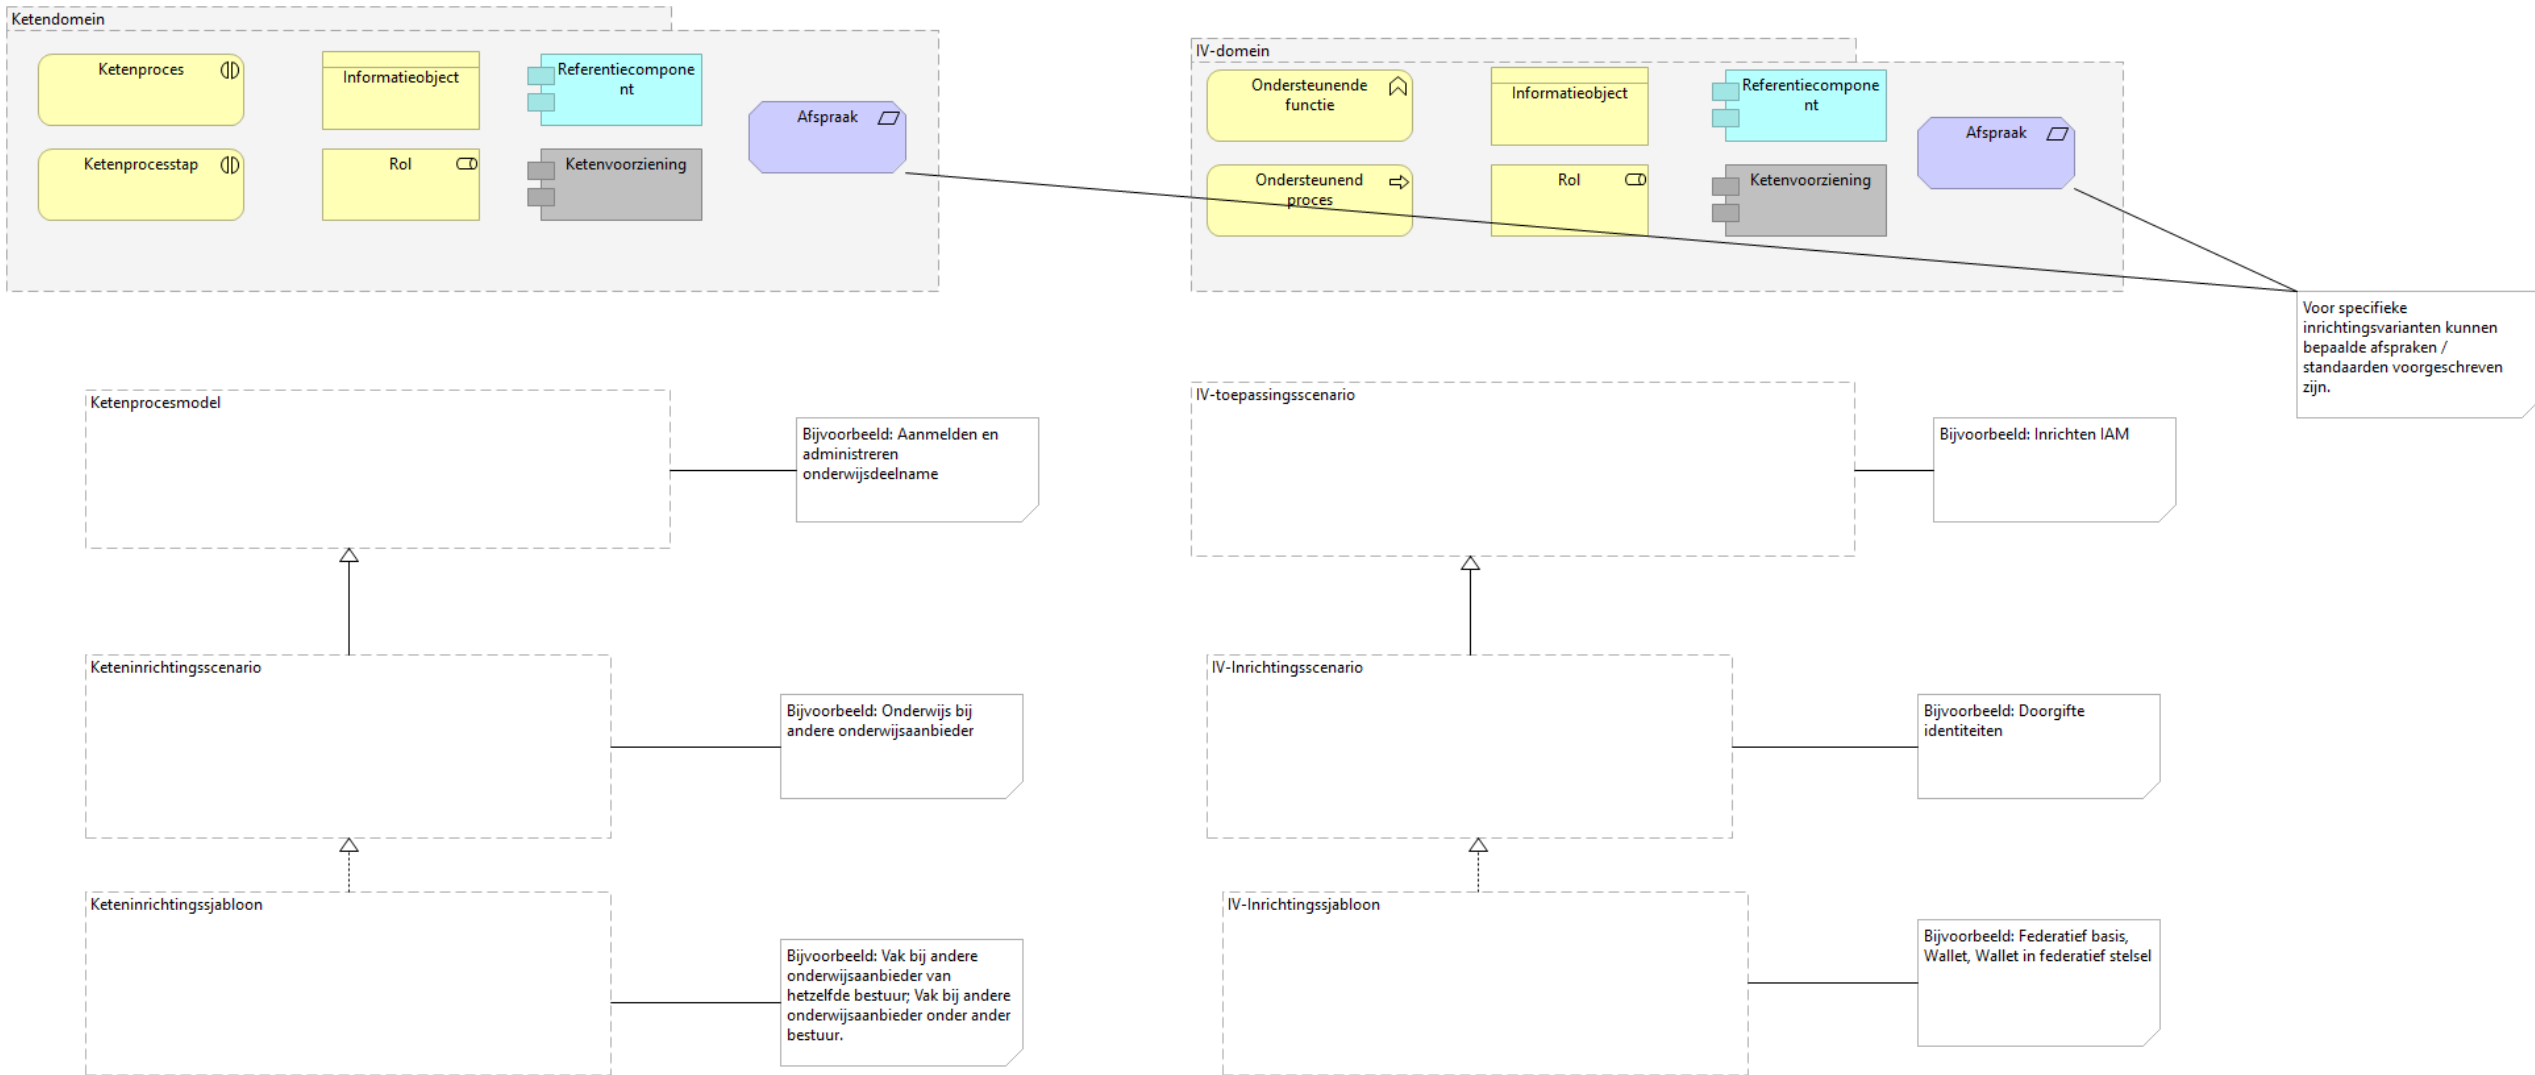 Ketendomein
Ketenproces
Informatieobject
Referentiecompone
nt
Afspraak
Ketenprocesstap
Rol
Ketenvoorziening
IV-domein
Ondersteunende
functie
Informatieobject
Referentiecompone
nt
Afspraak
Ondersteunend
proces
Rol
Ketenvoorziening
Voor specifieke
inrichtingsvarianten kunnen
bepaalde afspraken /
standaarden voorgeschreven
zijn.
Ketenprocesmodel
Bijvoorbeeld: Aanmelden en
administreren
onderwijsdeelname
IV-toepassingsscenario
Bijvoorbeeld: Inrichten IAM
Keteninrichtingsscenario
Bijvoorbeeld: Onderwijs bij
andere onderwijsaanbieder
IV-Inrichtingsscenario
Bijvoorbeeld: Doorgifte
identiteiten
Keteninrichtingssjabloon
Bijvoorbeeld: Vak bij andere
onderwijsaanbieder van
hetzelfde bestuur; Vak bij andere
onderwijsaanbieder onder ander
bestuur.
IV-Inrichtingssjabloon
Bijvoorbeeld: Federatief basis,
Wallet, Wallet in federatief stelsel